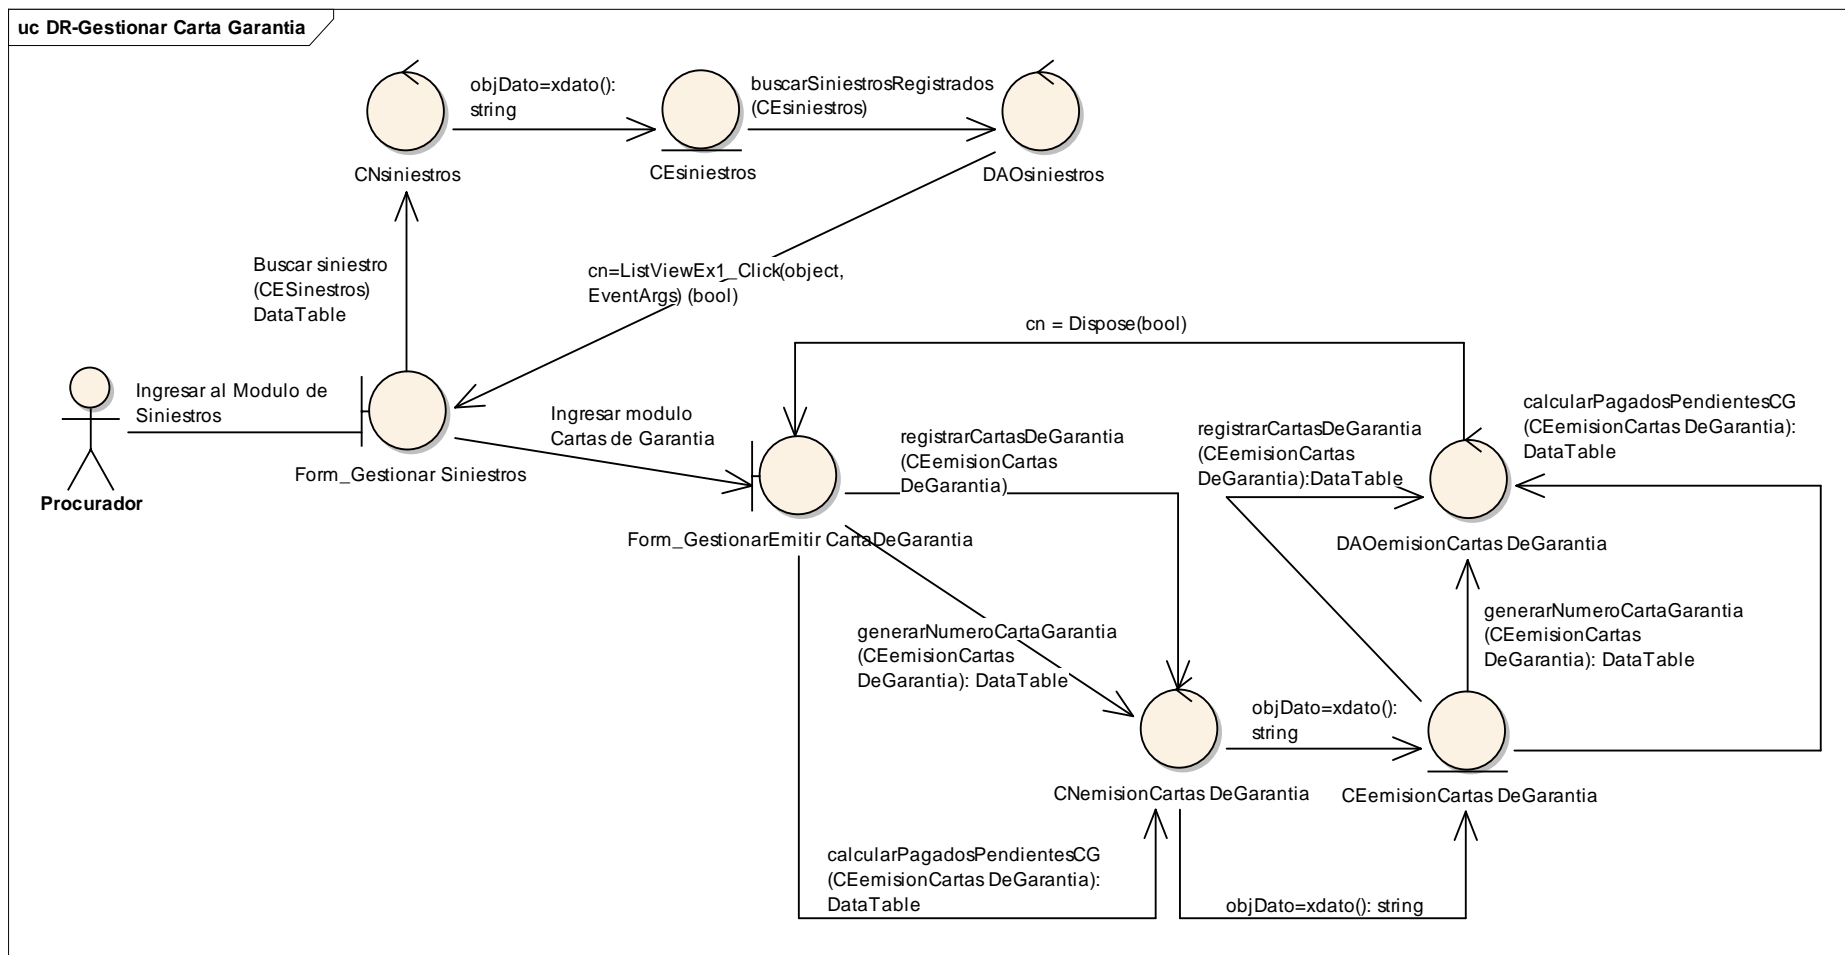 uc DR-Gestionar Carta Garantia
objDato=xdato():
string
buscarSiniestrosRegistrados
(CEsiniestros)
CNsiniestros
CEsiniestros
DAOsiniestros
Buscar siniestro
(CESinestros)
DataTable
cn=ListViewEx1_Click(object,
EventArgs) (bool)
cn = Dispose(bool)
Ingresar al Modulo de
Siniestros
Procurador
Form_Gestionar Siniestros
Ingresar modulo
Cartas de Garantia
registrarCartasDeGarantia
(CEemisionCartas
DeGarantia)
registrarCartasDeGarantia
(CEemisionCartas
DeGarantia):DataTable
calcularPagadosPendientesCG
(CEemisionCartas DeGarantia):
DataTable
Form_GestionarEmitir CartaDeGarantia
DAOemisionCartas DeGarantia
generarNumeroCartaGarantia
(CEemisionCartas
DeGarantia): DataTable
generarNumeroCartaGarantia
(CEemisionCartas
DeGarantia): DataTable
objDato=xdato():
string
CNemisionCartas DeGarantia
CEemisionCartas DeGarantia
calcularPagadosPendientesCG
(CEemisionCartas DeGarantia):
DataTable
objDato=xdato(): string